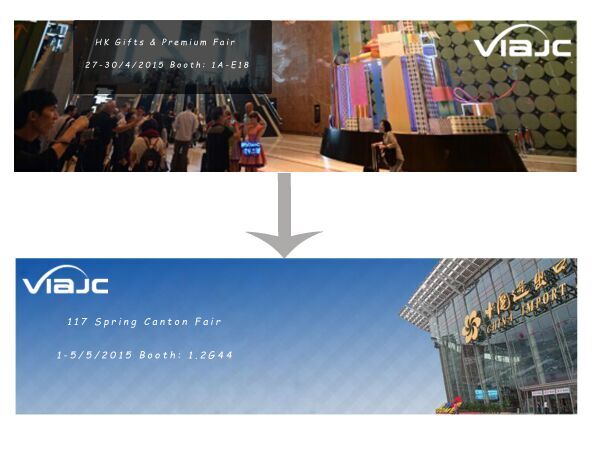 HK Gifts & Premium Fair
27-30/4/2015 Booth: 1A-E18
VIAJC
VIAJC
117 Spring Canton Fair
1-5/5/2015 Booth: 1.2G44
中国进出口
CHINA IMPORT